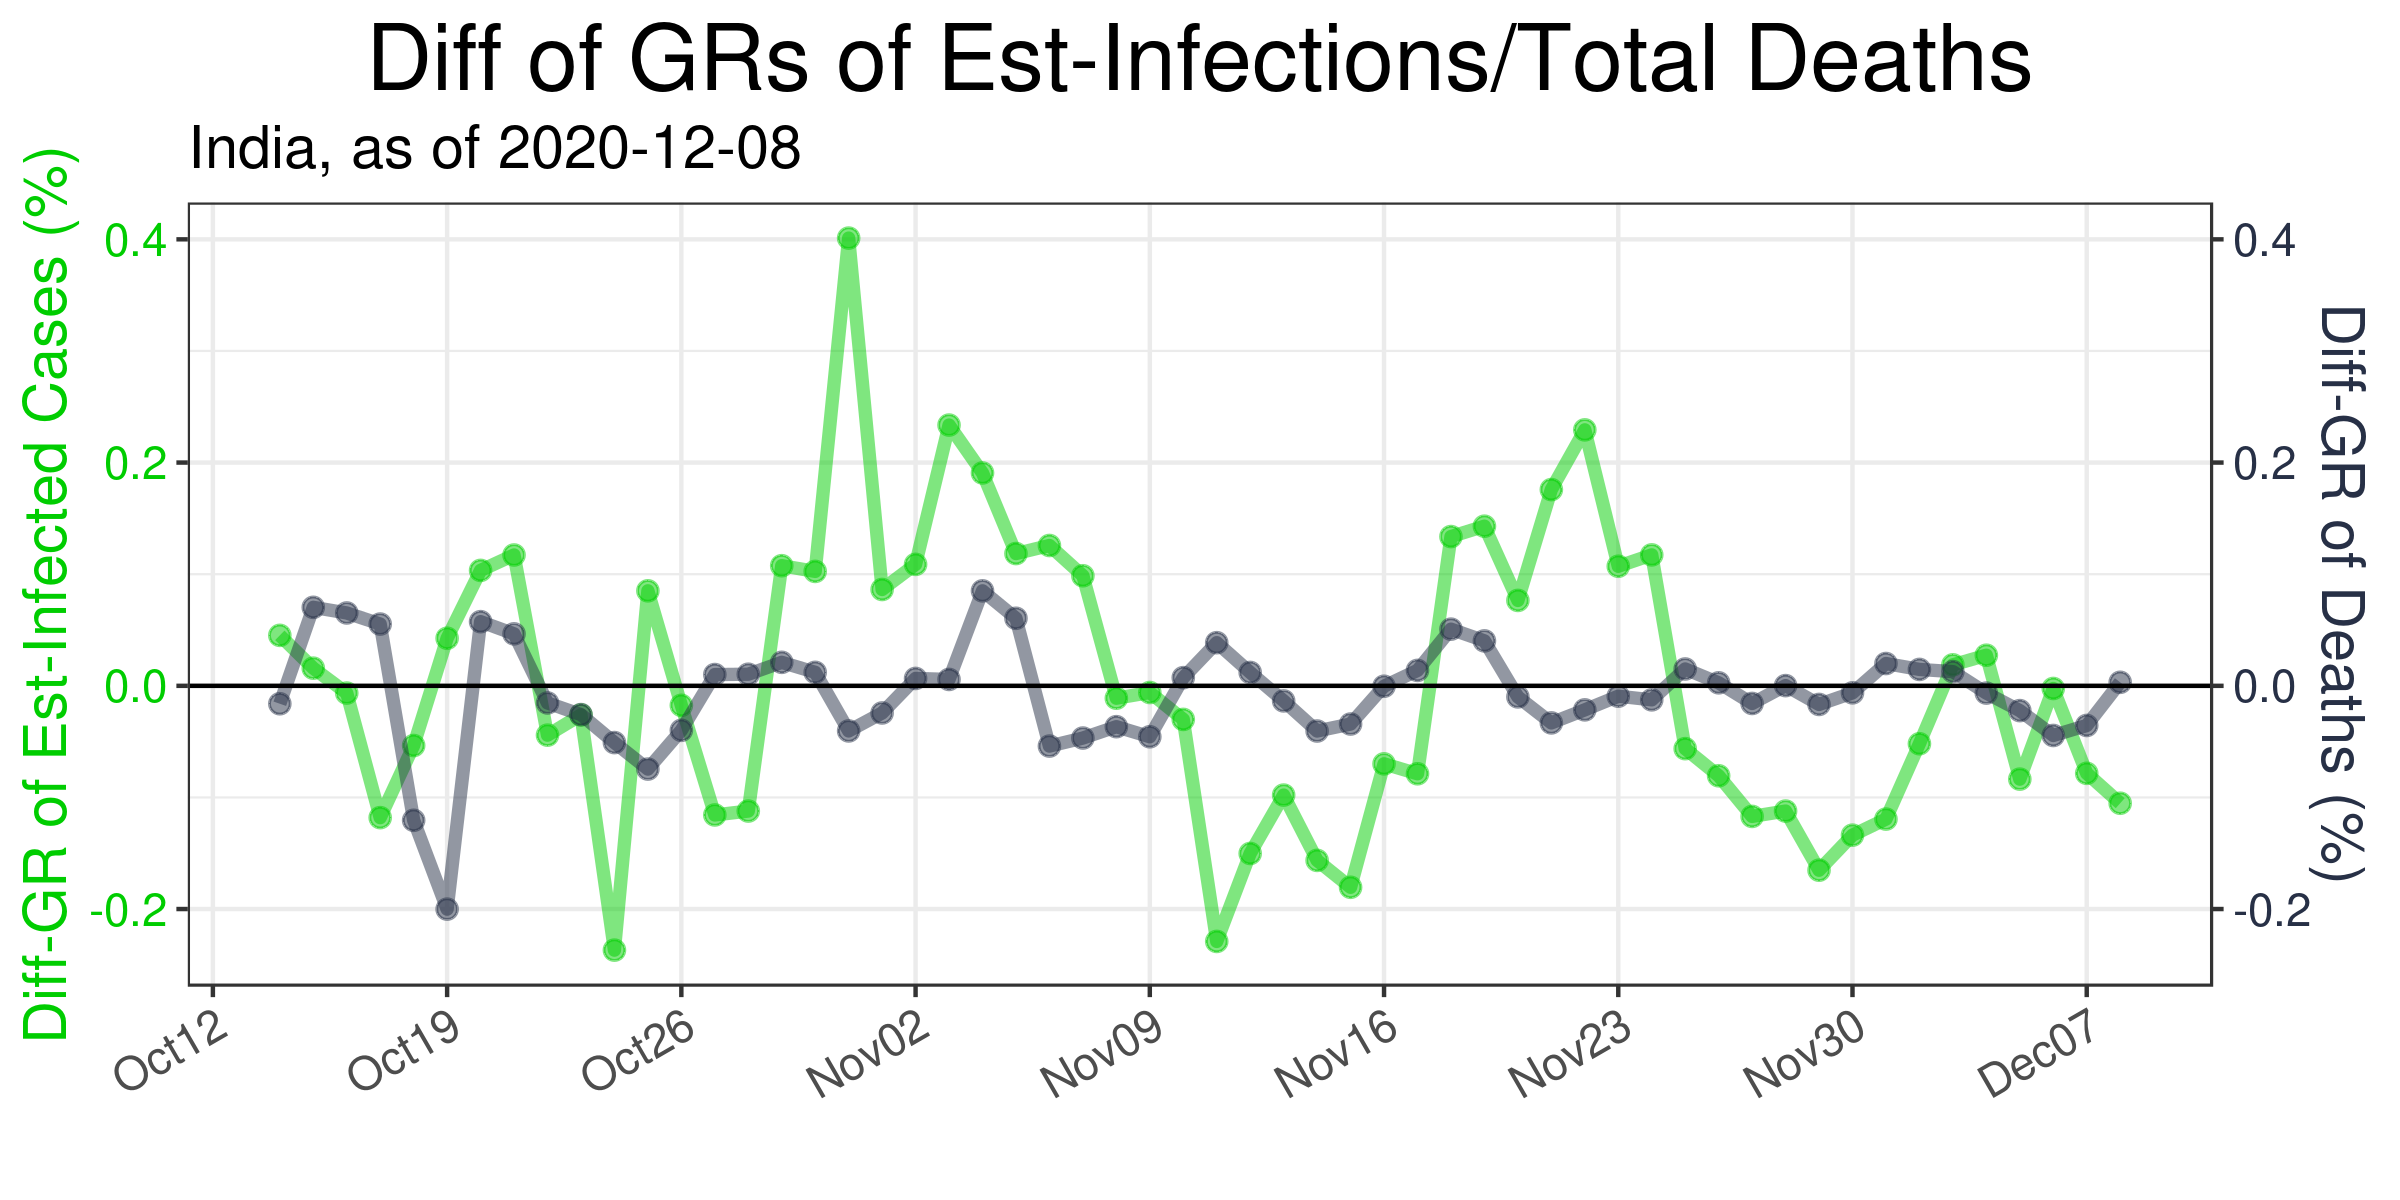 Diff of GRs of Est-Infections/Total Deaths
India, as of 2020-12-08
Diff-GR of Est-Infected Cases (%)
0.4
0.2
0.0
-0.2
0.4
0.2
0.0
-0.2
Diff-GR of Deaths (%)
Oct12 Oct19 Oct26 Nov02 Nov09 Nov16 Nov23 Nov30 Dec07